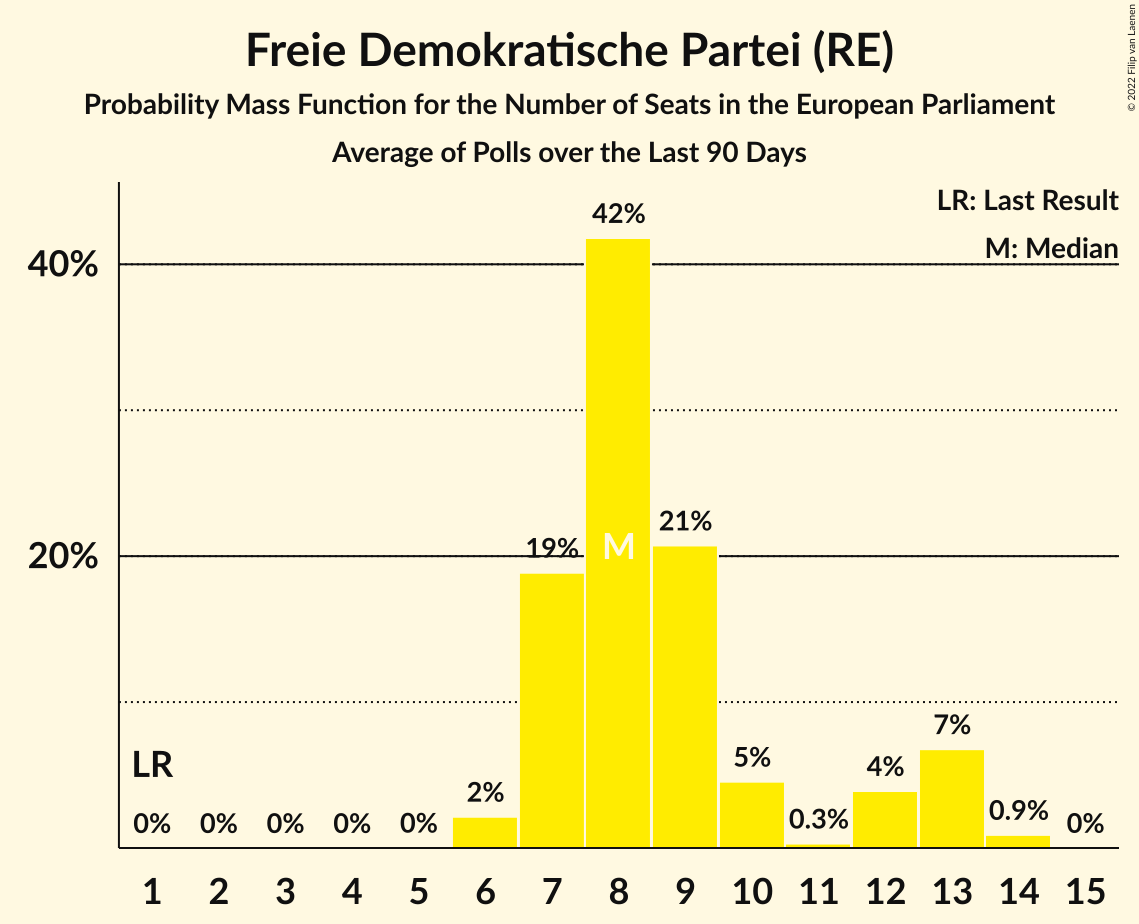 Freie Demokratische Partei (RE)
Probability Mass Function for the Number of Seats in the European Parliament
Average of Polls over the Last 90 Days
© 2022 Filip van Laenen
LR: Last Result
M: Median
42%
40%
21%
19%
M
20%
7%
LR
5%
4%
2%
0% 0% 0% 0% 0% 0.3% 0.9% 0%
1 2 3 4 5 6 7 8 9 10 11 12 13 14 15